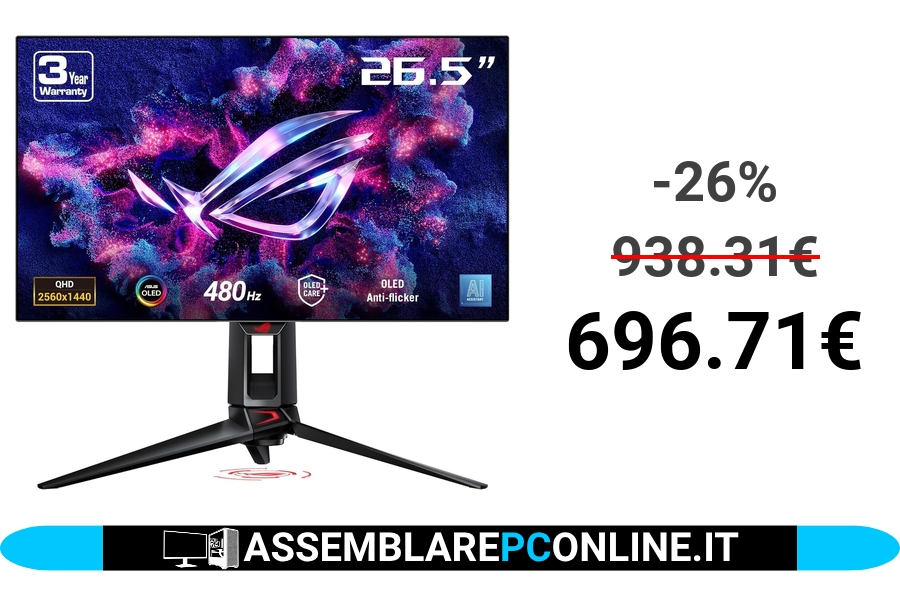 3 Year
Warranty
26.5”
QHD
2560x1440
ASUS
OLED
480Hz
OLED
CARE+
OLED
Anti-flicker
AI
ASSISTANT
-26%
938.31€
696.71€
ASSEMBLAREPCONLINE.IT